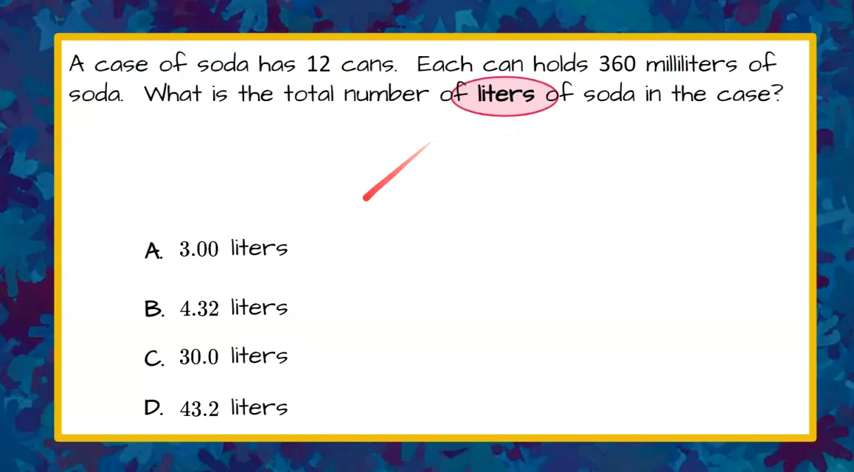 A case of soda has 12 cans. Each can holds 360 milliliters of
soda. What is the total number of liters of soda in the case?
A. 3.00 liters
B. 4.32 liters
C. 30.0 liters
D. 43.2 liters